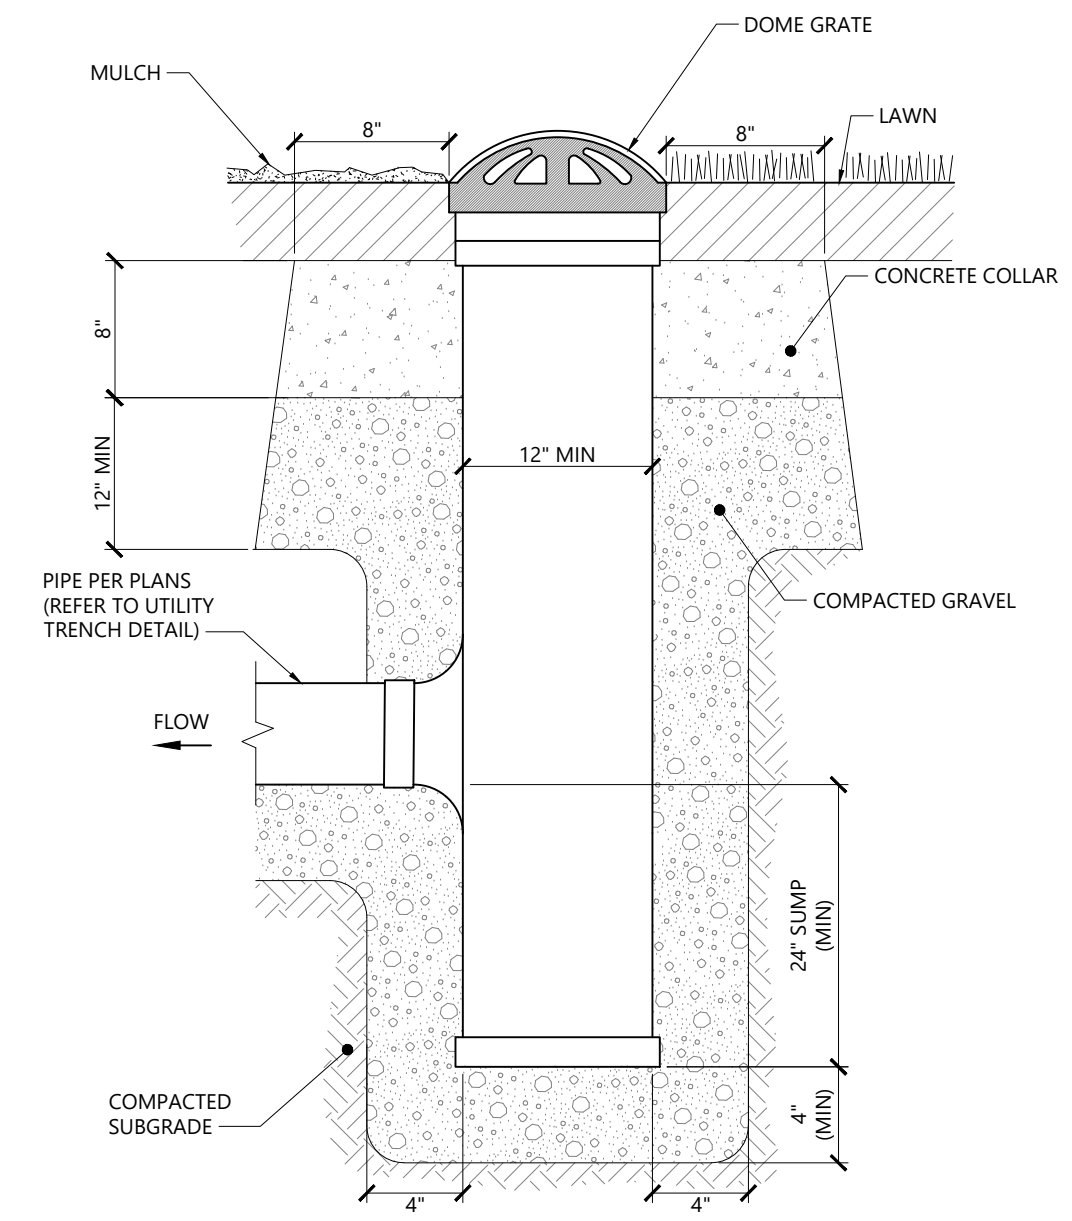 DOME GRATE
MULCH
LAWN
8"
8"
CONCRETE COLLAR
8"
12" MIN
12" MIN
PIPE PER PLANS
(REFER TO UTILITY
TRENCH DETAIL)
COMPACTED GRAVEL
FLOW
24" SUMP
(MIN)
COMPACTED
SUBGRADE
4"
(MIN)
4"
4"